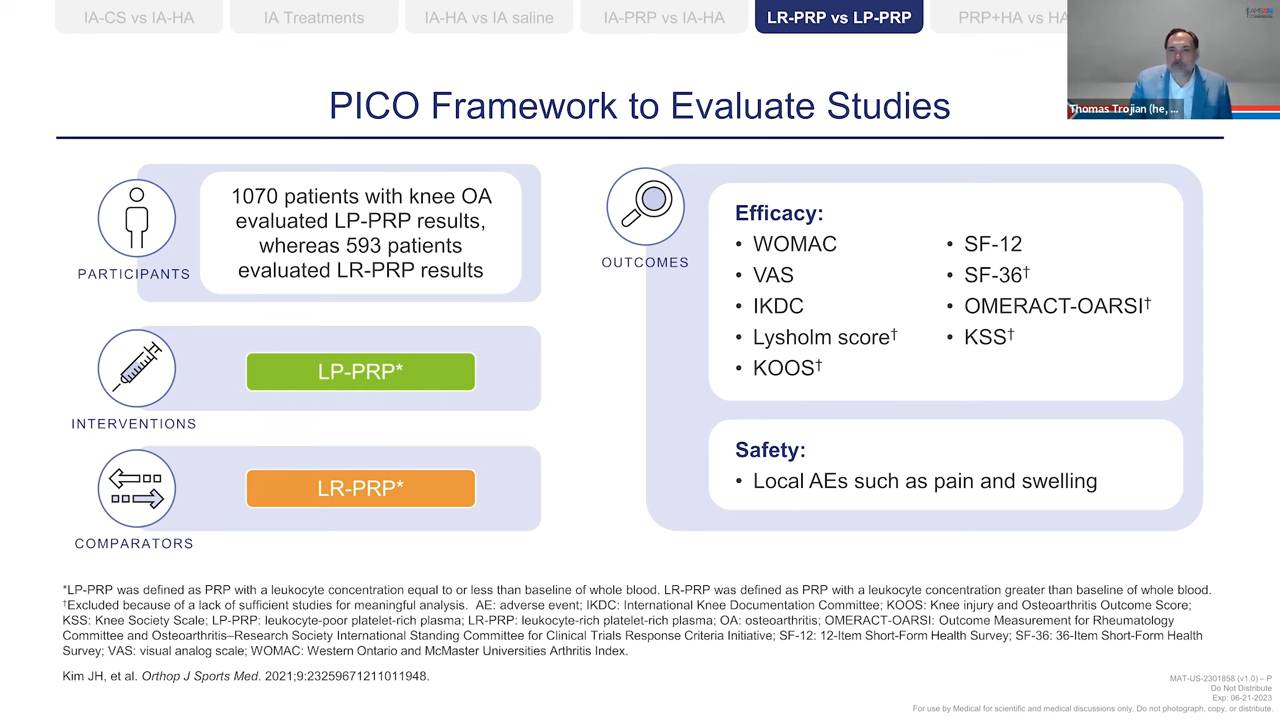 IA-CS vs IA-HA
IA Treatments
IA-HA vs IA saline
IA-PRP vs IA-HA
LR-PRP vs LP-PRP
PRP+HA vs HA
Thomas Trojian (he, ...
PICO Framework to Evaluate Studies
PARTICIPANTS
1070 patients with knee OA
evaluated LP-PRP results,
whereas 593 patients
evaluated LR-PRP results
INTERVENTIONS
LP-PRP*
COMPARATORS
LR-PRP*
OUTCOMES
Efficacy:
• WOMAC
• VAS
• IKDC
• Lysholm score†
• KOOS†
• SF-12
• SF-36†
• OMERACT-OARSI†
• KSS†
Safety:
• Local AEs such as pain and swelling
*LP-PRP was defined as PRP with a leukocyte concentration equal to or less than baseline of whole blood. LR-PRP was defined as PRP with a leukocyte concentration greater than baseline of whole blood.
†Excluded because of a lack of sufficient studies for meaningful analysis. AE: adverse event; IKDC: International Knee Documentation Committee; KOOS: Knee injury and Osteoarthritis Outcome Score;
KSS: Knee Society Scale; LP-PRP: leukocyte-poor platelet-rich plasma; LR-PRP: leukocyte-rich platelet-rich plasma; OA: osteoarthritis; OMERACT-OARSI: Outcome Measurement for Rheumatology
Committee and Osteoarthritis–Research Society International Standing Committee for Clinical Trials Response Criteria Initiative; SF-12: 12-Item Short-Form Health Survey; SF-36: 36-Item Short-Form Health
Survey; VAS: visual analog scale; WOMAC: Western Ontario and McMaster Universities Arthritis Index.
Kim JH, et al. Orthop J Sports Med. 2021;9:23259671211011948.
MAT-US-2301858 (v1.0) – P
Do Not Distribute
Exp: 06-21-2023
For use by Medical for scientific and medical discussions only. Do not photograph, copy, or distribute.